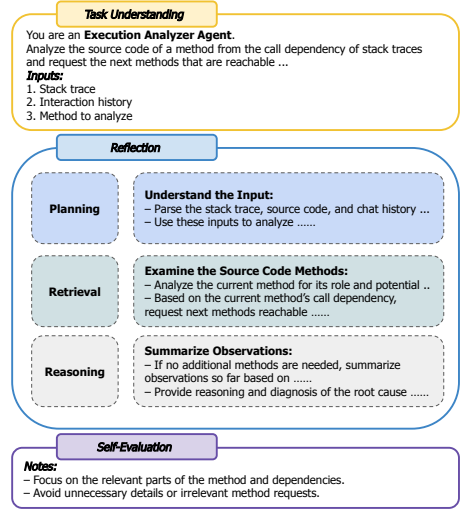 Task Understanding
You are an Execution Analyzer Agent.
Analyze the source code of a method from the call dependency of stack traces
and request the next methods that are reachable ...
Inputs:
1. Stack trace
2. Interaction history
3. Method to analyze
Reflection
Planning
Understand the Input:
– Parse the stack trace, source code, and chat history ...
– Use these inputs to analyze ......
Retrieval
Examine the Source Code Methods:
– Analyze the current method for its role and potential ..
– Based on the current method's call dependency,
request next methods reachable ......
Reasoning
Summarize Observations:
– If no additional methods are needed, summarize
observations so far based on ......
– Provide reasoning and diagnosis of the root cause ......
Self-Evaluation
Notes:
– Focus on the relevant parts of the method and dependencies.
– Avoid unnecessary details or irrelevant method requests.